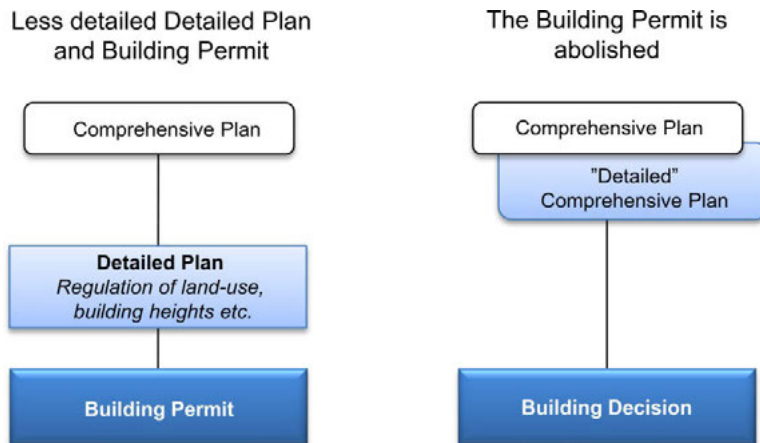 Less detailed Detailed Plan
and Building Permit
Comprehensive Plan
Detailed Plan
Regulation of land-use,
building heights etc.
Building Permit
The Building Permit is
abolished
Comprehensive Plan
"Detailed"
Comprehensive Plan
Building Decision